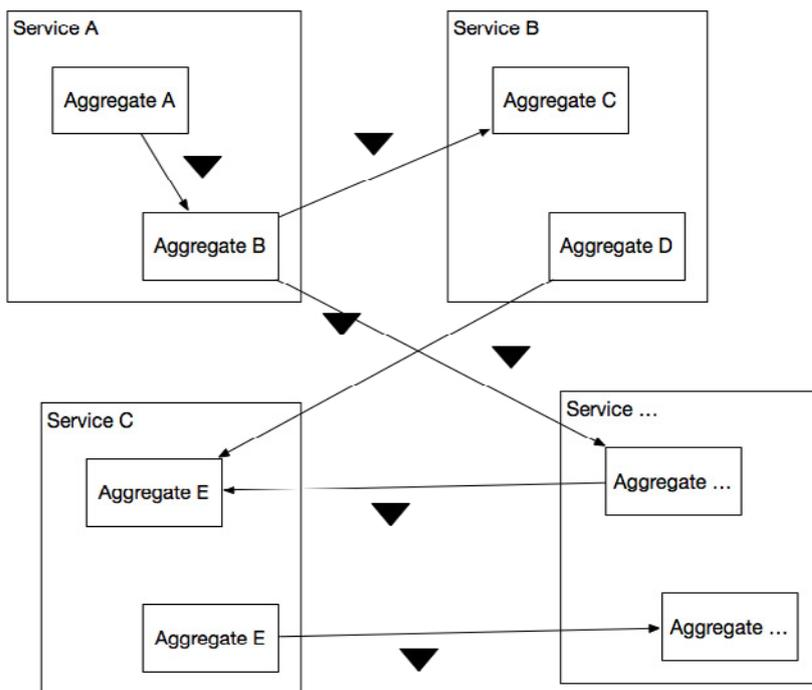 Service A
Aggregate A
Aggregate B
Service B
Aggregate C
Aggregate D
Service C
Aggregate E
Aggregate E
Service ...
Aggregate ...
Aggregate ...